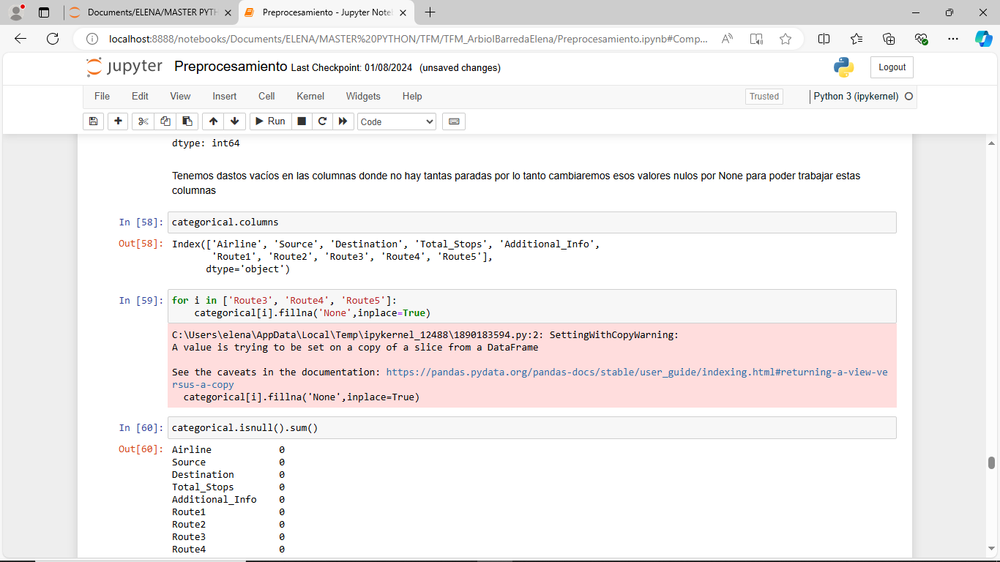 Documents/ELENA/MASTER PYTH
Preprocesamiento - Jupyter Note
localhost:8888/notebooks/Documents/ELENA/MASTER%20PYTHON/TFM/TFM_ArbiolBarredaElena/Preprocesamiento.ipynb#Comp...
jupyter Preprocesamiento Last Checkpoint: 01/08/2024 (unsaved changes)
Logout
File Edit View Insert Cell Kernel Widgets Help
Trusted
Python 3 (ipykernel)
Run
Code
dtype: int64
Tenemos dastos vacíos en las columnas donde no hay tantas paradas por lo tanto cambiaremos esos valores nulos por None para poder trabajar estas
columnas
In [58]: categorical.columns
Out[58]: Index(['Airline', 'Source', 'Destination', 'Total_Stops', 'Additional_Info',
'Route1', 'Route2', 'Route3', 'Route4', 'Route5'],
dtype='object')
In [59]: for i in ['Route3', 'Route4', 'Route5']:
categorical[i].fillna('None',inplace=True)
C:\Users\elena\AppData\Local\Temp\ipykernel_12488\1890183594.py:2: SettingWithCopyWarning:
A value is trying to be set on a copy of a slice from a DataFrame
See the caveats in the documentation: https://pandas.pydata.org/pandas-docs/stable/user_guide/indexing.html#returning-a-view-ve
rsus-a-copy
categorical[i].fillna('None',inplace=True)
In [60]: categorical.isnull().sum()
Out[60]: Airline 0
Source 0
Destination 0
Total_Stops 0
Additional_Info 0
Route1 0
Route2 0
Route3 0
Route4 0